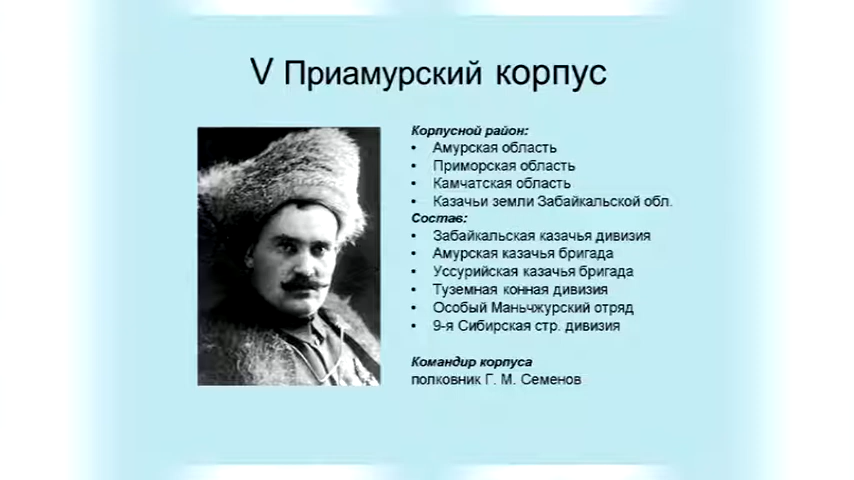 V Приамурский корпус
Корпусной район:
• Амурская область
• Приморская область
• Камчатская область
• Казачьи земли Забайкальской обл.
Состав:
• Забайкальская казачья дивизия
• Амурская казачья бригада
• Уссурийская казачья бригада
• Туземная конная дивизия
• Особый Маньчжурский отряд
• 9-я Сибирская стр. дивизия
Командир корпуса
полковник Г. М. Семенов